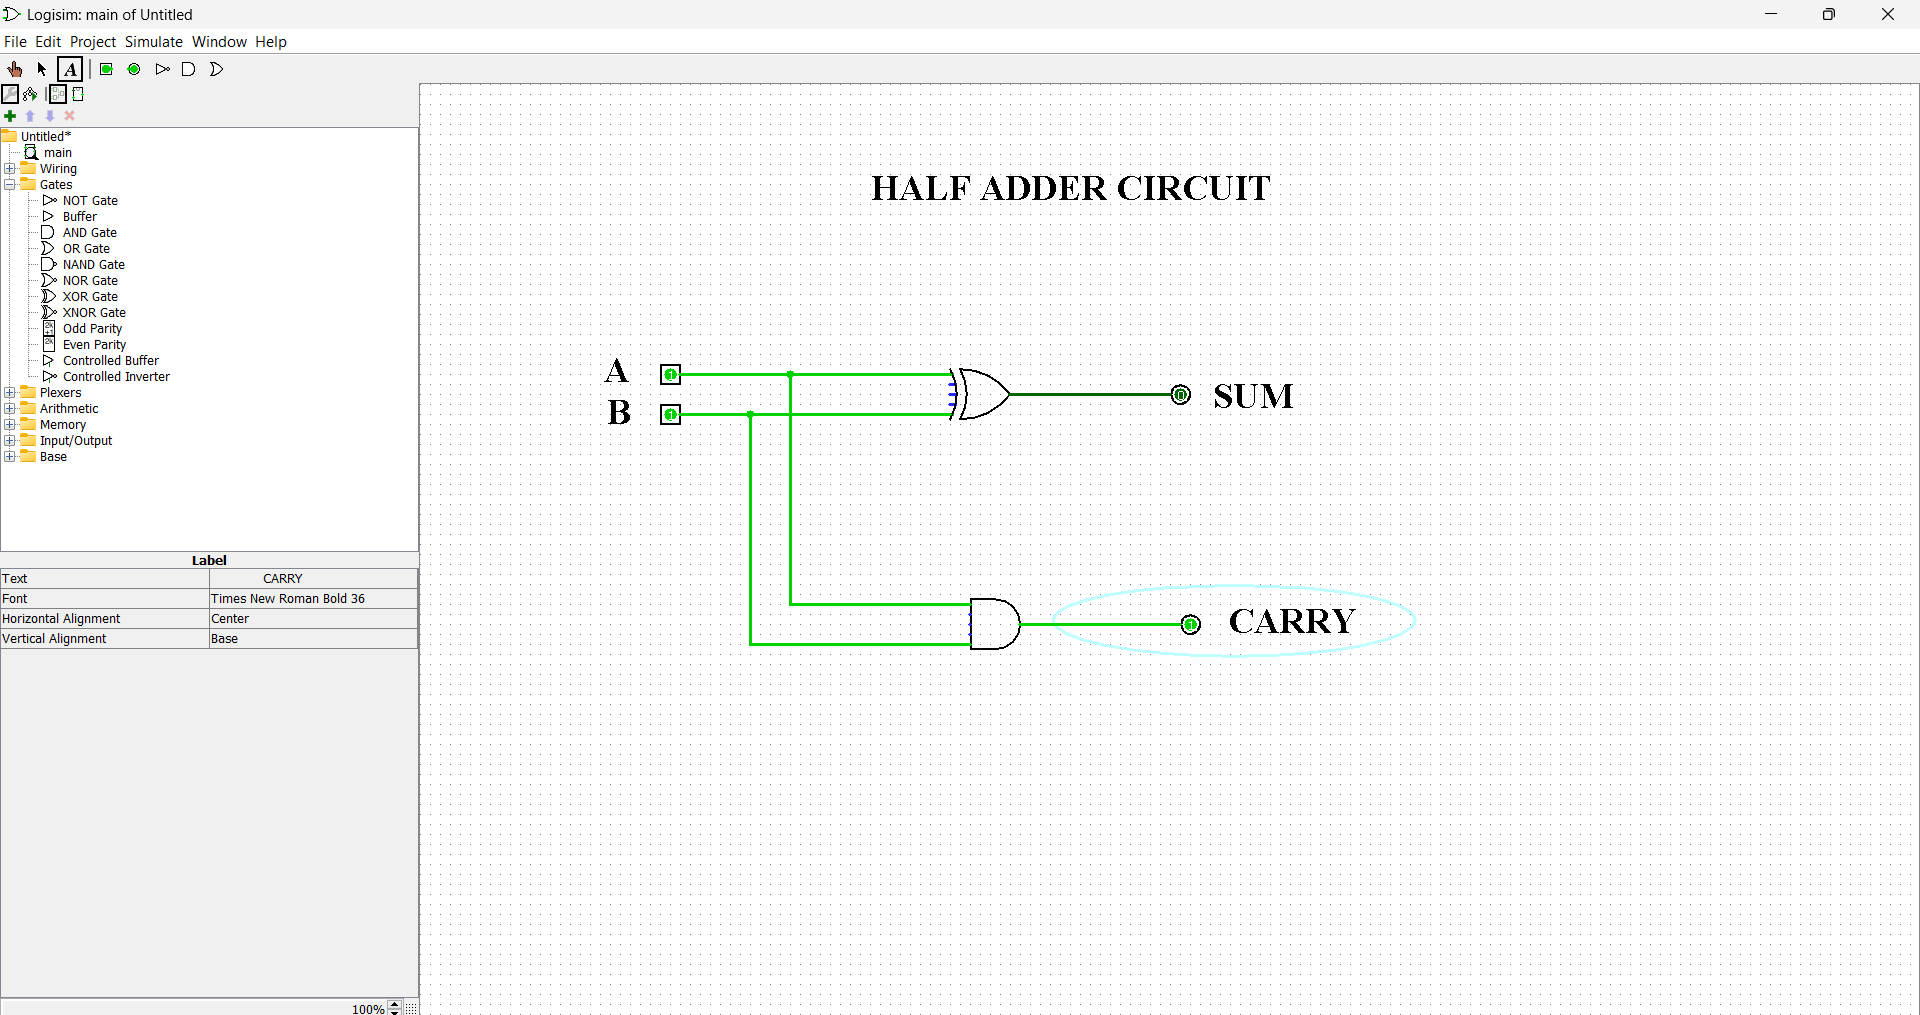 Logisim: main of Untitled
File Edit Project Simulate Window Help
A
Untitled*
main
Wiring
Gates
NOT Gate
Buffer
AND Gate
OR Gate
NAND Gate
NOR Gate
XOR Gate
XNOR Gate
Odd Parity
Even Parity
Controlled Buffer
Controlled Inverter
Plexers
Arithmetic
Memory
Input/Output
Base
Label
Text CARRY
Font Times New Roman Bold 36
Horizontal Alignment Center
Vertical Alignment Base
100%
HALF ADDER CIRCUIT
A 1
B 1
0 SUM
1 CARRY